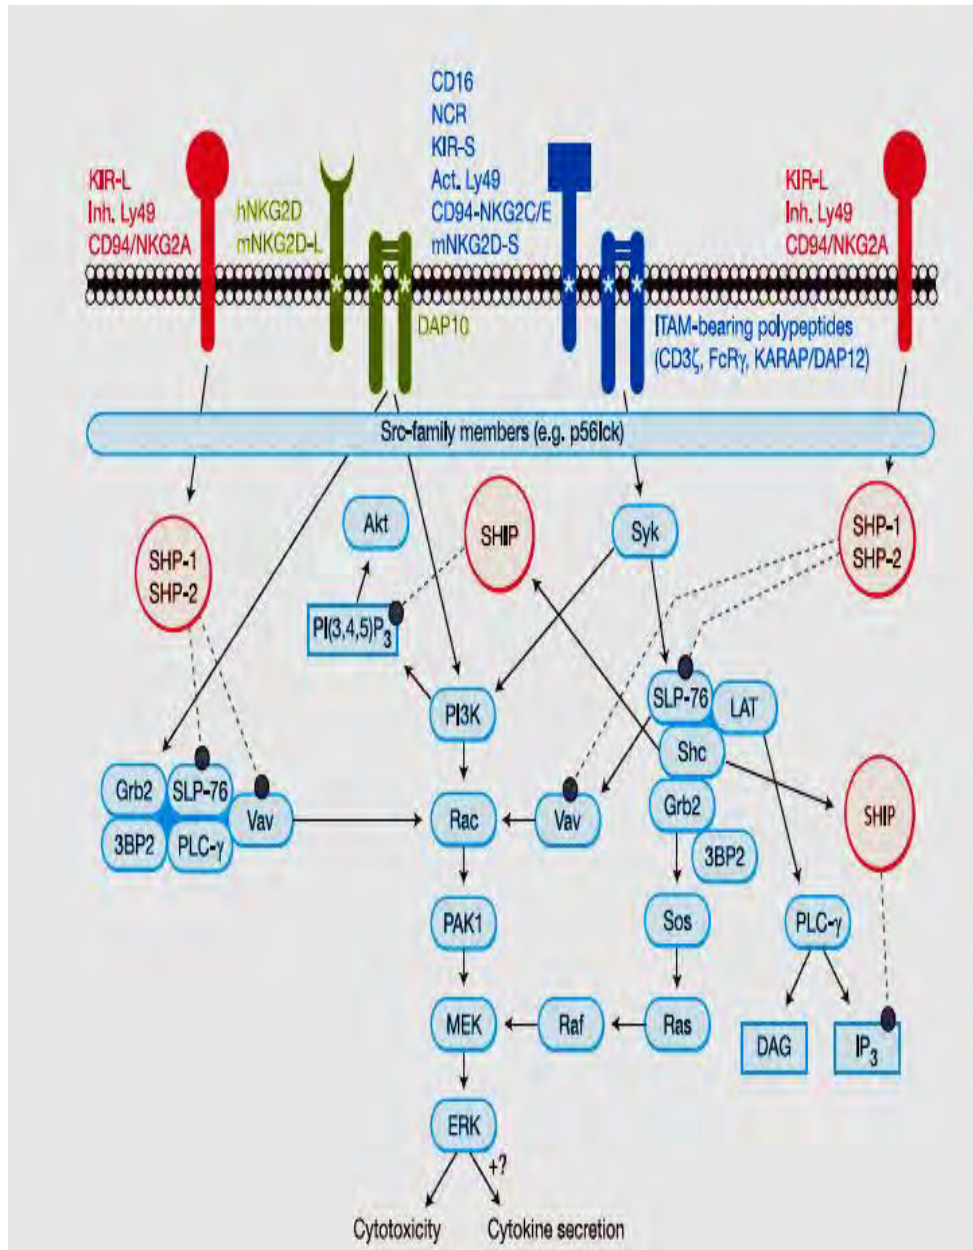 CD16
NCR
KIR-S
Act. Ly49
CD94-NKG2C/E
mNKG2D-S
KIR-L
Inh. Ly49
CD94/NKG2A
hNKG2D
mNKG2D-L
KIR-L
Inh. Ly49
CD94/NKG2A
DAP10
ITAM-bearing polypeptides
(CD3ζ, FcRγ, KARAP/DAP12)
Src-family members (e.g. p56lck)
SHP-1
SHP-2
Akt
SHIP
Syk
SHP-1
SHP-2
PI(3,4,5)P3
PI3K
SLP-76
LAT
Shc
Grb2
SLP-76
Vav
3BP2
PLC-γ
Rac
Vav
Grb2
3BP2
SHIP
PAK1
Sos
PLC-γ
MEK
Raf
Ras
DAG
IP3
ERK
+?
Cytotoxicity
Cytokine secretion